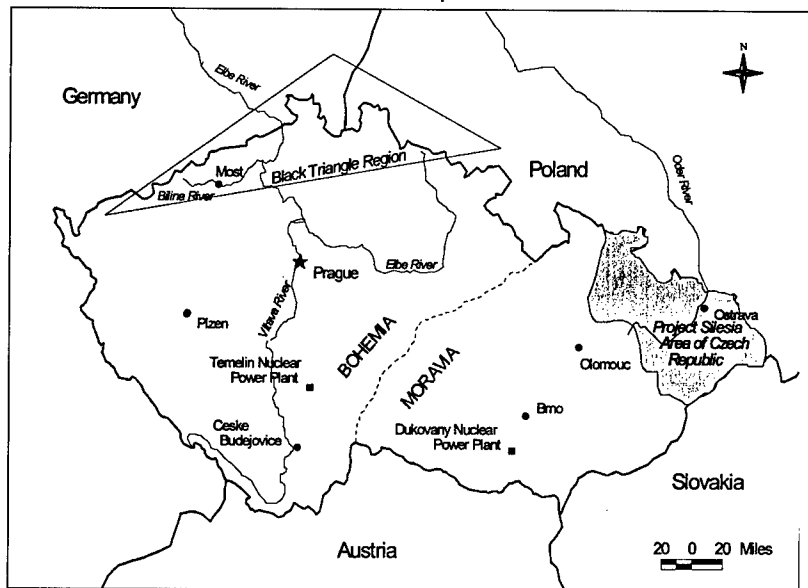 N
Elbe River
Germany
Most
Black Triangle Region
Poland
Oder River
Biline River
Elbe River
Prague
Vltava River
Plzen
BOHEMIA
Ostrava
Project Silesia
Area of Czech
Republic
Temelin Nuclear
Power Plant
MORAVIA
Olomouc
Brno
Ceske
Budejovice
Dukovany Nuclear
Power Plant
Slovakia
Austria
20 0 20 Miles